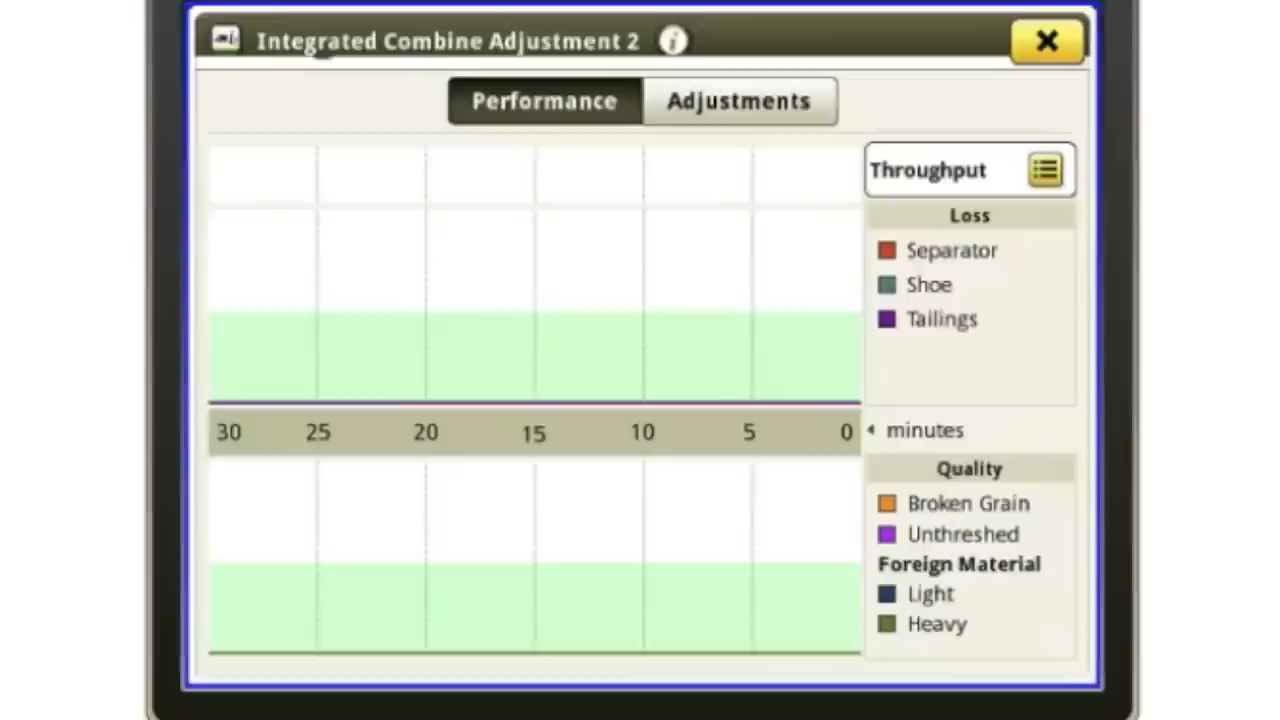 Integrated Combine Adjustment 2 i
Performance Adjustments
Throughput
Loss
Separator
Shoe
Tailings
30 25 20 15 10 5 0 minutes
Quality
Broken Grain
Unthreshed
Foreign Material
Light
Heavy